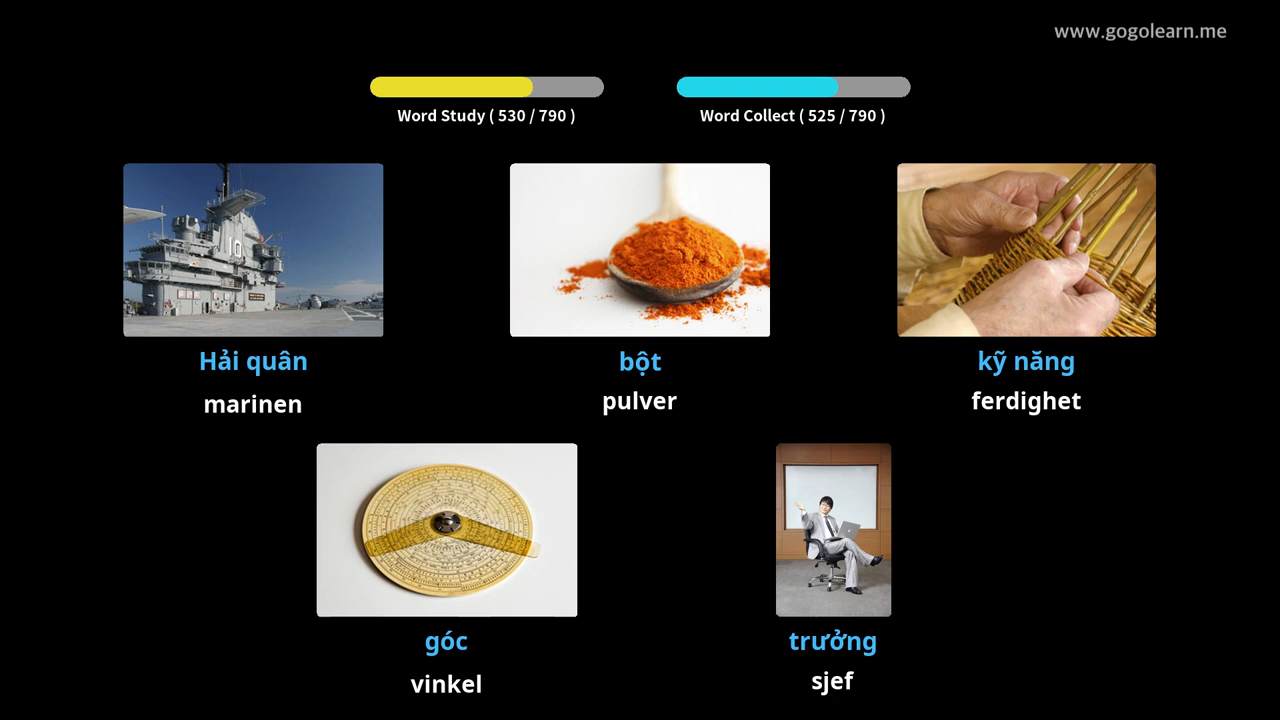 www.gogolearn.me
Word Study ( 530 / 790 )
Word Collect ( 525 / 790 )
Hải quân
marinen
bột
pulver
kỹ năng
ferdighet
góc
vinkel
trưởng
sjef